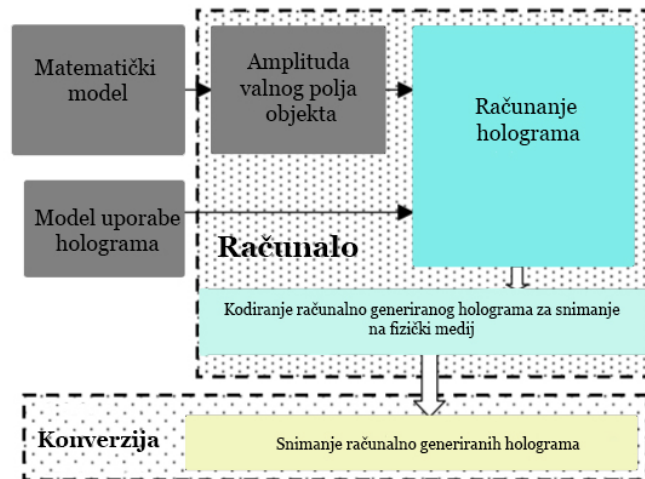 Matematički
model
Amplituda
valnog polja
objekta
Računanje
holograma
Model uporabe
holograma
Računalo
Kodiranje računalno generiranog holograma za snimanje
na fizički medij
Konverzija
Snimanje računalno generiranih holograma